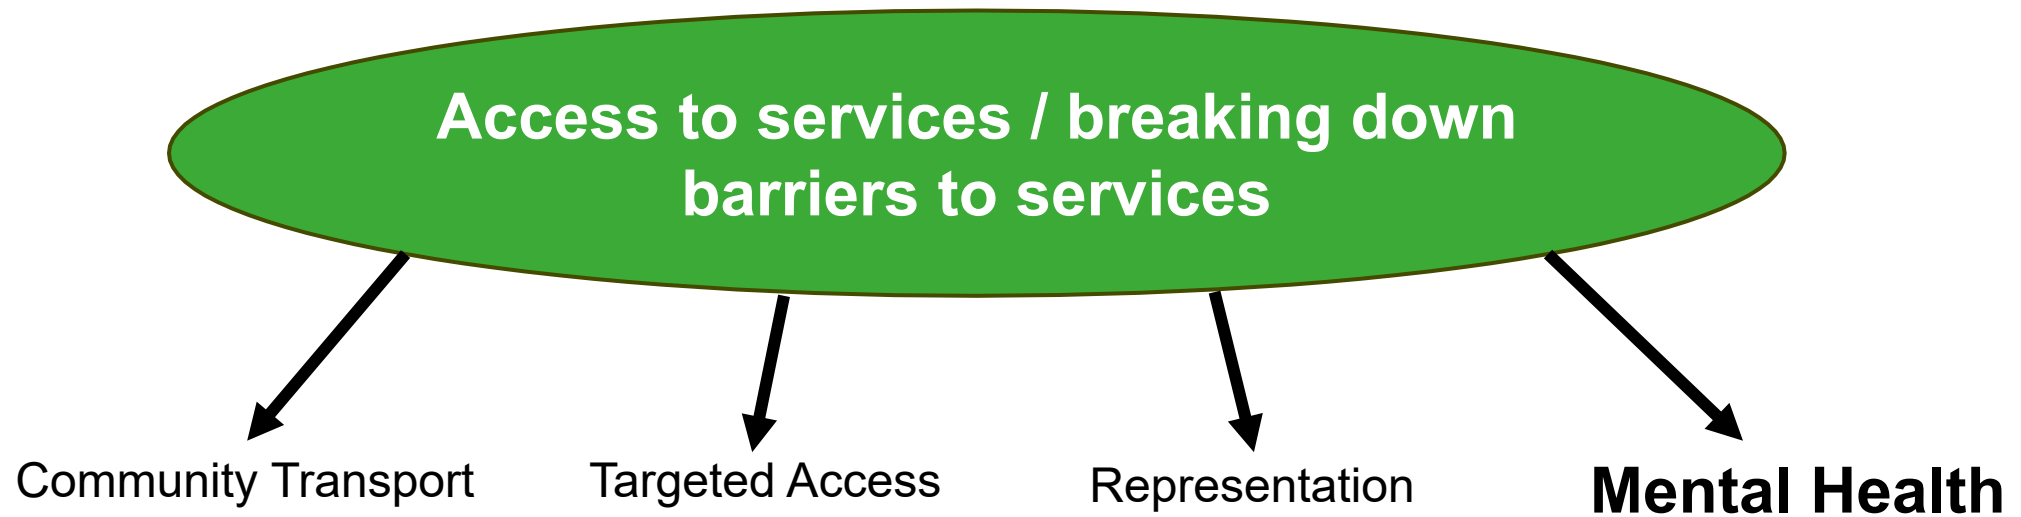 Access to services / breaking down
barriers to services
Community Transport
Targeted Access
Representation
Mental Health